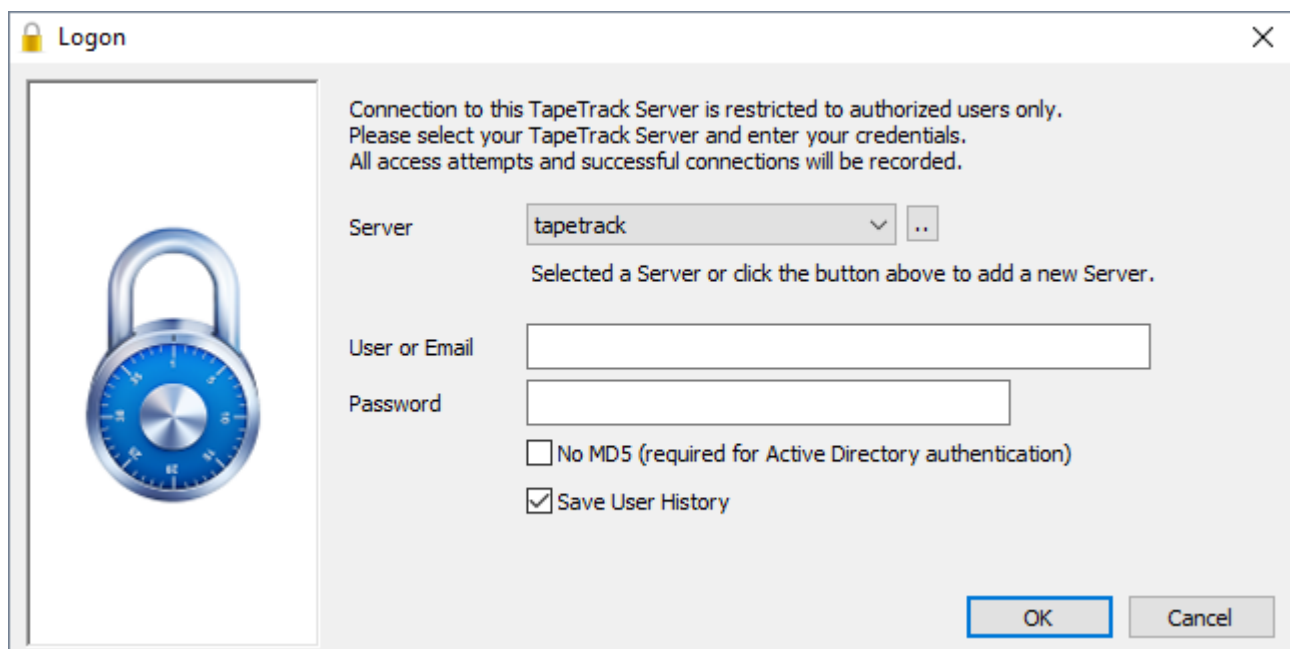 Logon
Connection to this TapeTrack Server is restricted to authorized users only.
Please select your TapeTrack Server and enter your credentials.
All access attempts and successful connections will be recorded.
Server
tapetrack
..
Selected a Server or click the button above to add a new Server.
User or Email
Password
No MD5 (required for Active Directory authentication)
Save User History
OK
Cancel